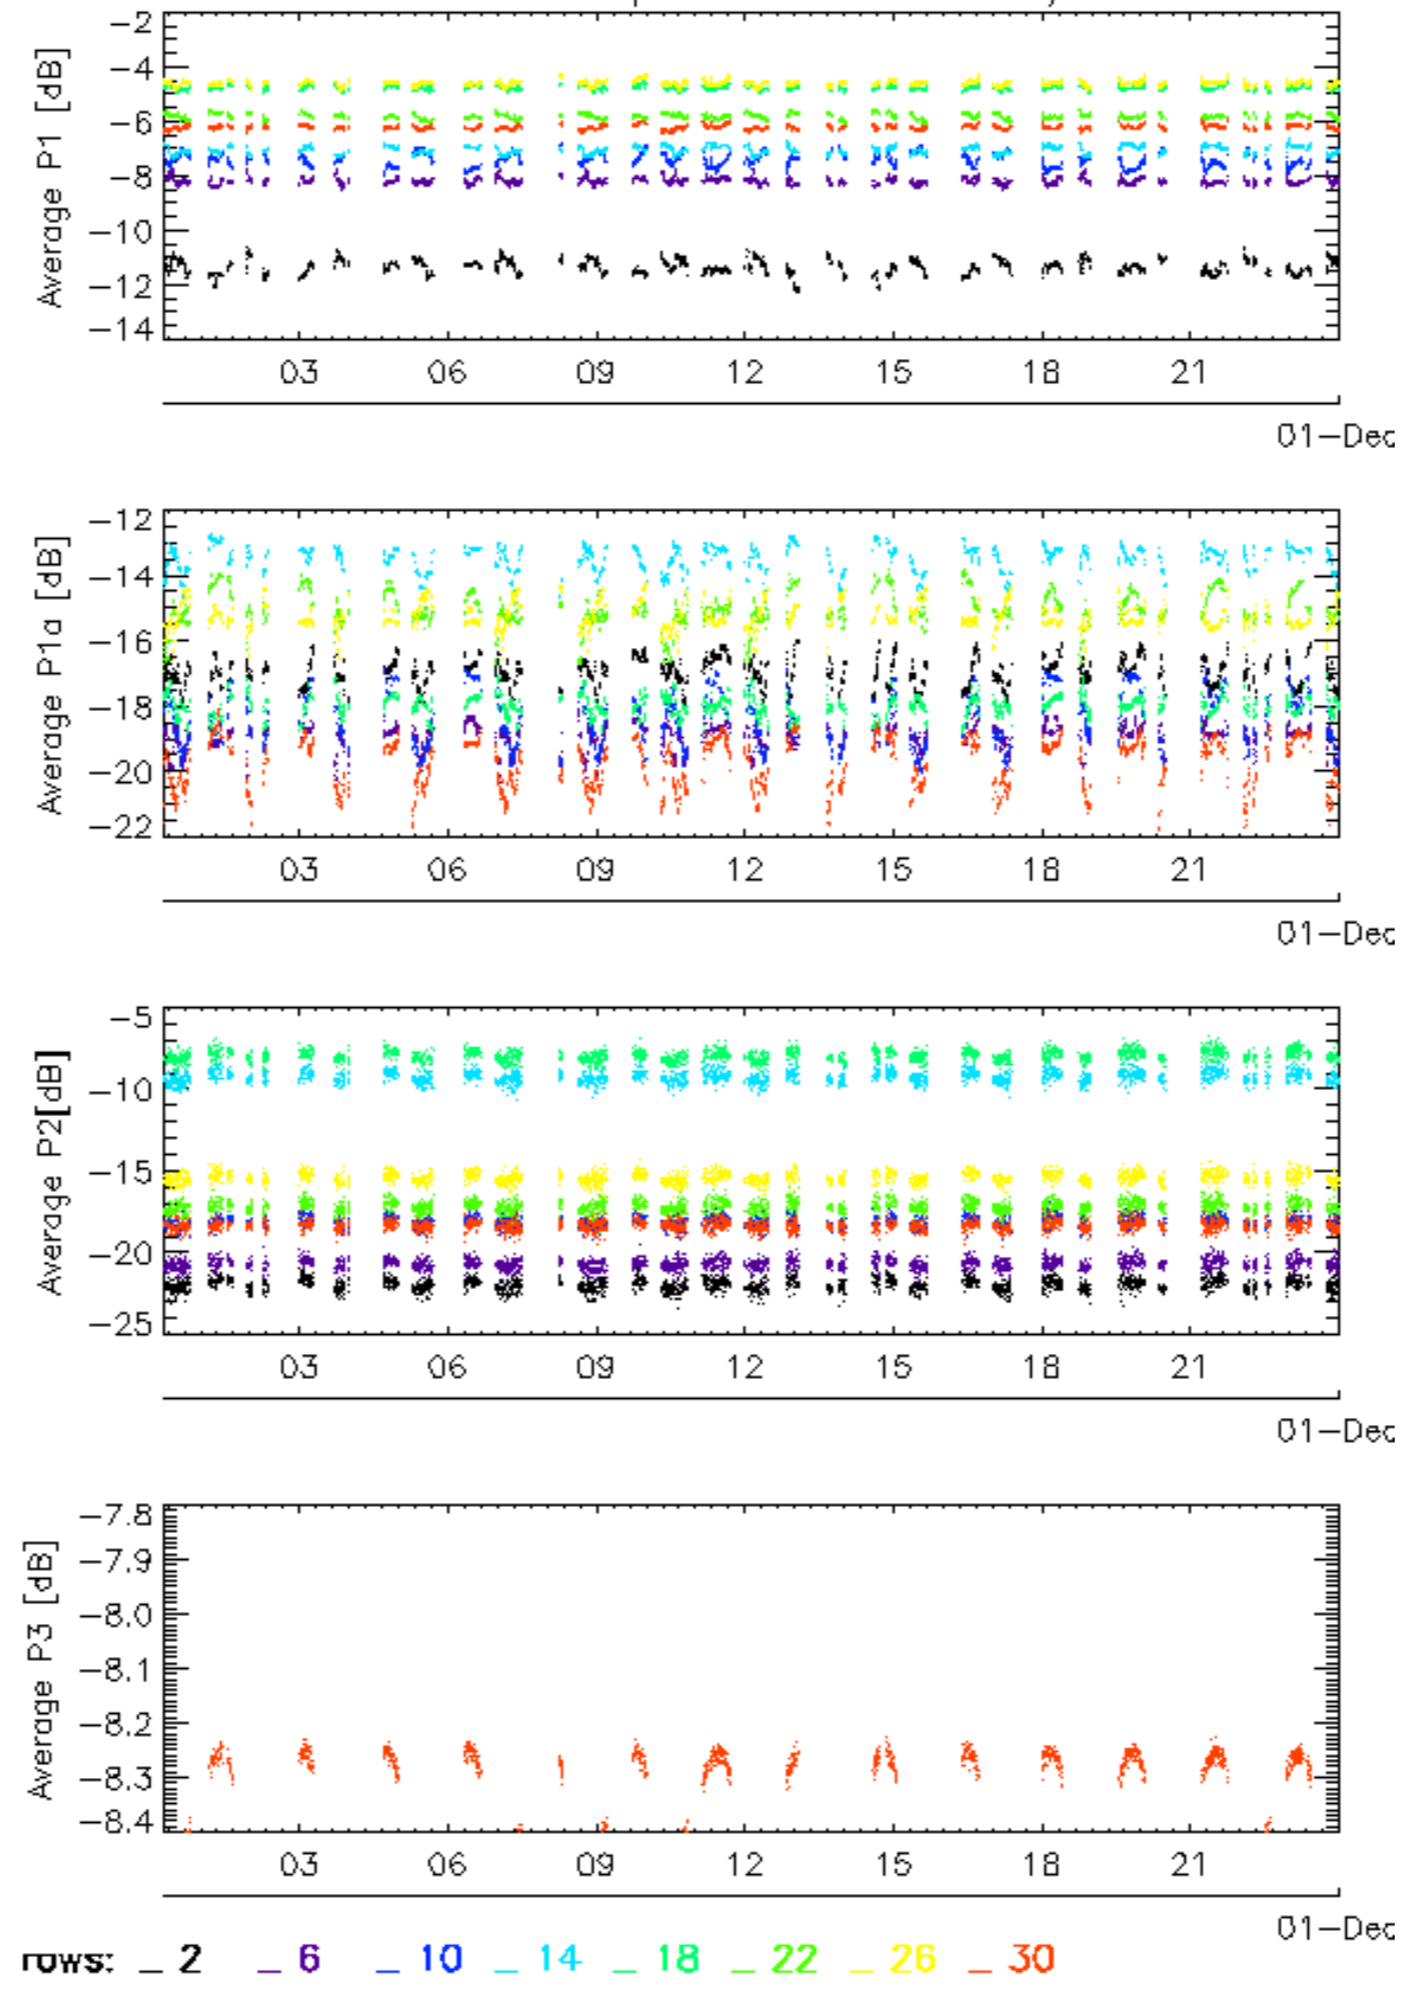 Average P1 [dB]
-2
-4
-6
-8
-10
-12
-14
03 06 09 12 15 18 21
01-Dec
Average P1a [dB]
-12
-14
-16
-18
-20
-22
03 06 09 12 15 18 21
01-Dec
Average P2[dB]
-5
-10
-15
-20
-25
03 06 09 12 15 18 21
01-Dec
Average P3 [dB]
-7.8
-7.9
-8.0
-8.1
-8.2
-8.3
-8.4
03 06 09 12 15 18 21
01-Dec
rows: _ 2 _ 6 _ 10 _ 14 _ 18 _ 22 _ 26 _ 30